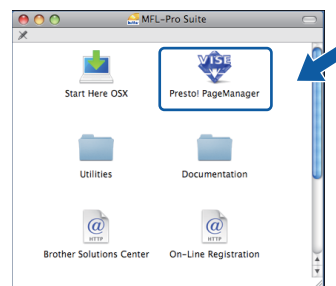 MFL-Pro Suite
VISE
Start Here OSX
Presto! PageManager
Utilities
Documentation
@
HTTP
@
HTTP
Brother Solutions Center
On-Line Registration